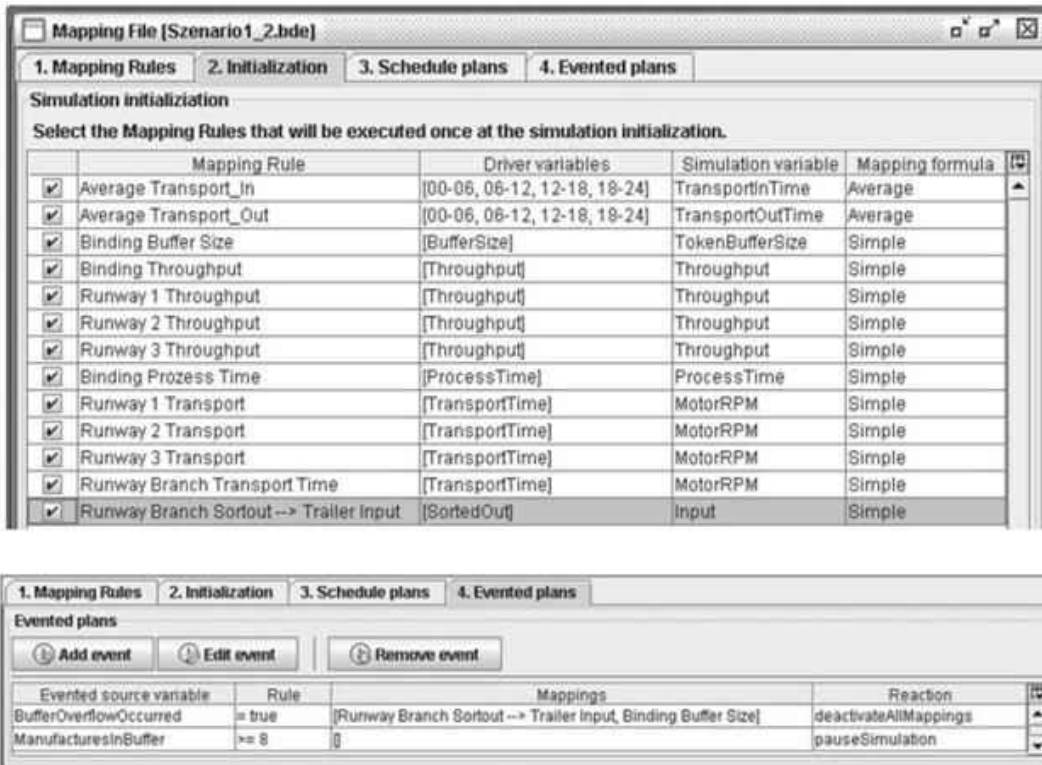 Mapping File [Szenario1_2.bde]
1. Mapping Rules 2. Initialization 3. Schedule plans 4. Evented plans
Simulation initializiation
Select the Mapping Rules that will be executed once at the simulation initialization.
Mapping Rule Driver variables Simulation variable Mapping formula
Average Transport_In [00-06, 06-12, 12-18, 18-24] TransportInTime Average
Average Transport_Out [00-06, 06-12, 12-18, 18-24] TransportOutTime Average
Binding Buffer Size [BufferSize] TokenBufferSize Simple
Binding Throughput [Throughput] Throughput Simple
Runway 1 Throughput [Throughput] Throughput Simple
Runway 2 Throughput [Throughput] Throughput Simple
Runway 3 Throughput [Throughput] Throughput Simple
Binding Prozess Time [ProcessTime] ProcessTime Simple
Runway 1 Transport [TransportTime] MotorRPM Simple
Runway 2 Transport [TransportTime] MotorRPM Simple
Runway 3 Transport [TransportTime] MotorRPM Simple
Runway Branch Transport Time [TransportTime] MotorRPM Simple
Runway Branch Sortout --> Trailer Input [SortedOut] Input Simple
1. Mapping Rules 2. Initialization 3. Schedule plans 4. Evented plans
Evented plans
Add event Edit event Remove event
Evented source variable Rule Mappings Reaction
BufferOverflowOccurred = true [Runway Branch Sortout --> Trailer Input, Binding Buffer Size] deactivateAllMappings
ManufacturesInBuffer >= 8 [] pauseSimulation